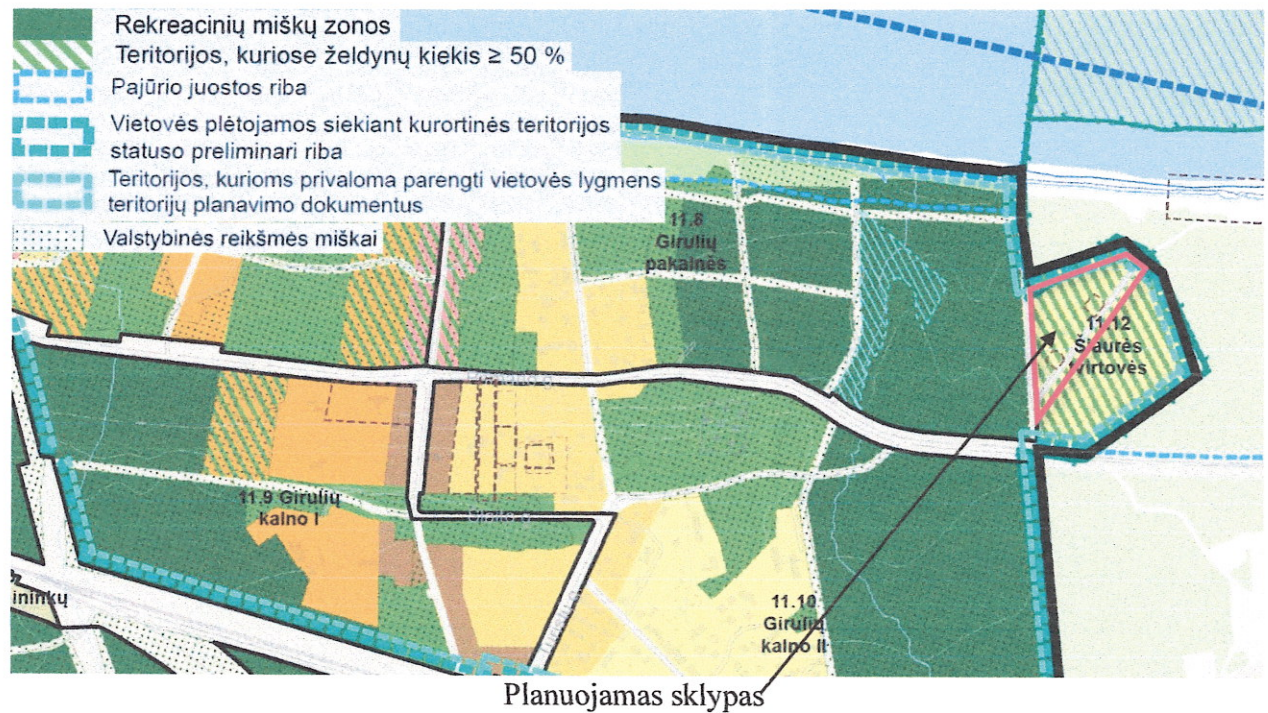 Rekreacinių miškų zonos
Teritorijos, kuriose želdynų kiekis ≥ 50 %
Pajūrio juostos riba
Vietovės plėtojamos siekiant kurortinės teritorijos
statuso preliminari riba
Teritorijos, kurioms privaloma parengti vietovės lygmens
teritorijų planavimo dokumentus
Valstybinės reikšmės miškai
11.8
Girulių
pakalnės
11.12
Šiaurės
virtovės
11.9 Girulių
kalno I
Šlaito g.
ininkų
11.10
Girulių
kalno II
Planuojamas sklypas